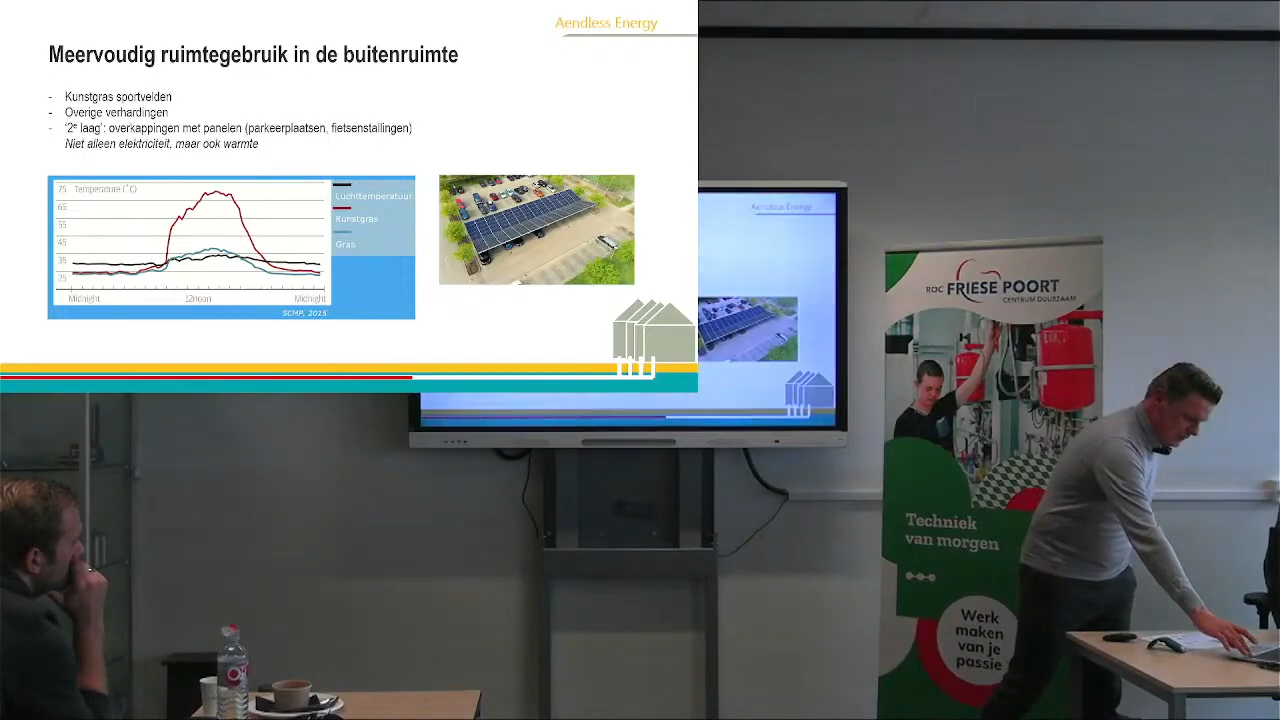 Aendless Energy
Meervoudig ruimtegebruik in de buitenruimte
- Kunstgras sportvelden
- Overige verhardingen
- '2e laag': overkappingen met panelen (parkeerplaatsen, fietsenstallingen)
Niet alleen elektriciteit, maar ook warmte
75 Temperature (˚C)
65
55
45
35
25
Midnight 12noon Midnight
Luchttemperatuur
Kunstgras
Gras
SCMP, 2015
Aendless Energy
ROC FRIESE POORT
CENTRUM DUURZAAM
Techniek
van morgen
Werk
maken
van je
passie